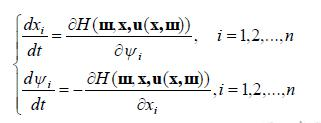 dx_i/dt = ∂H(ш, x, u(x, ш))/∂ψ_i, i = 1,2,...,n
dψ_i/dt = -∂H(ш, x, u(x, ш))/∂x_i, i = 1,2,...,n